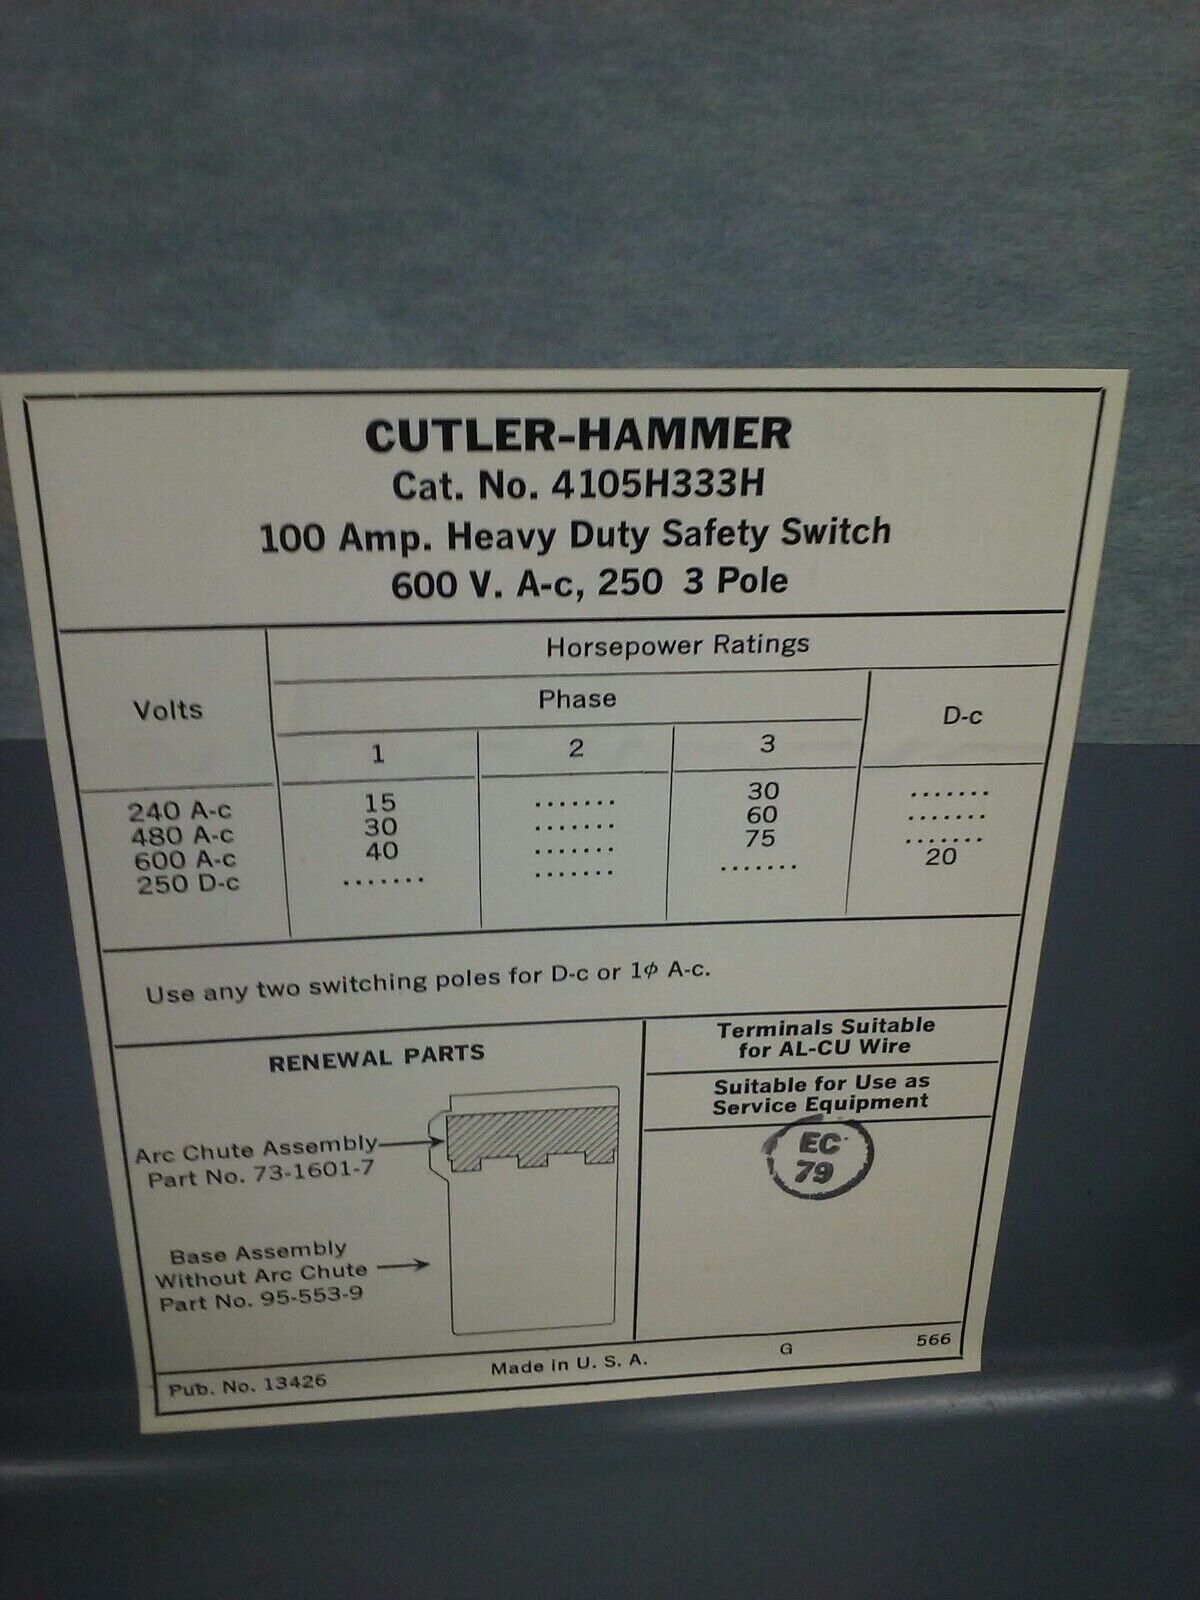 CUTLER-HAMMER
Cat. No. 4105H333H
100 Amp. Heavy Duty Safety Switch
600 V. A-c, 250 3 Pole
Horsepower Ratings
Volts
Phase
D-c
1 2 3
240 A-c 15 ....... 30 .......
480 A-c 30 ....... 60 .......
600 A-c 40 ....... 75 .......
250 D-c ....... ....... ....... 20
Use any two switching poles for D-c or 1ϕ A-c.
RENEWAL PARTS
Arc Chute Assembly
Part No. 73-1601-7
Base Assembly
Without Arc Chute
Part No. 95-553-9
Terminals Suitable
for AL-CU Wire
Suitable for Use as
Service Equipment
EC
79
Pub. No. 13426 Made in U. S. A. G 566